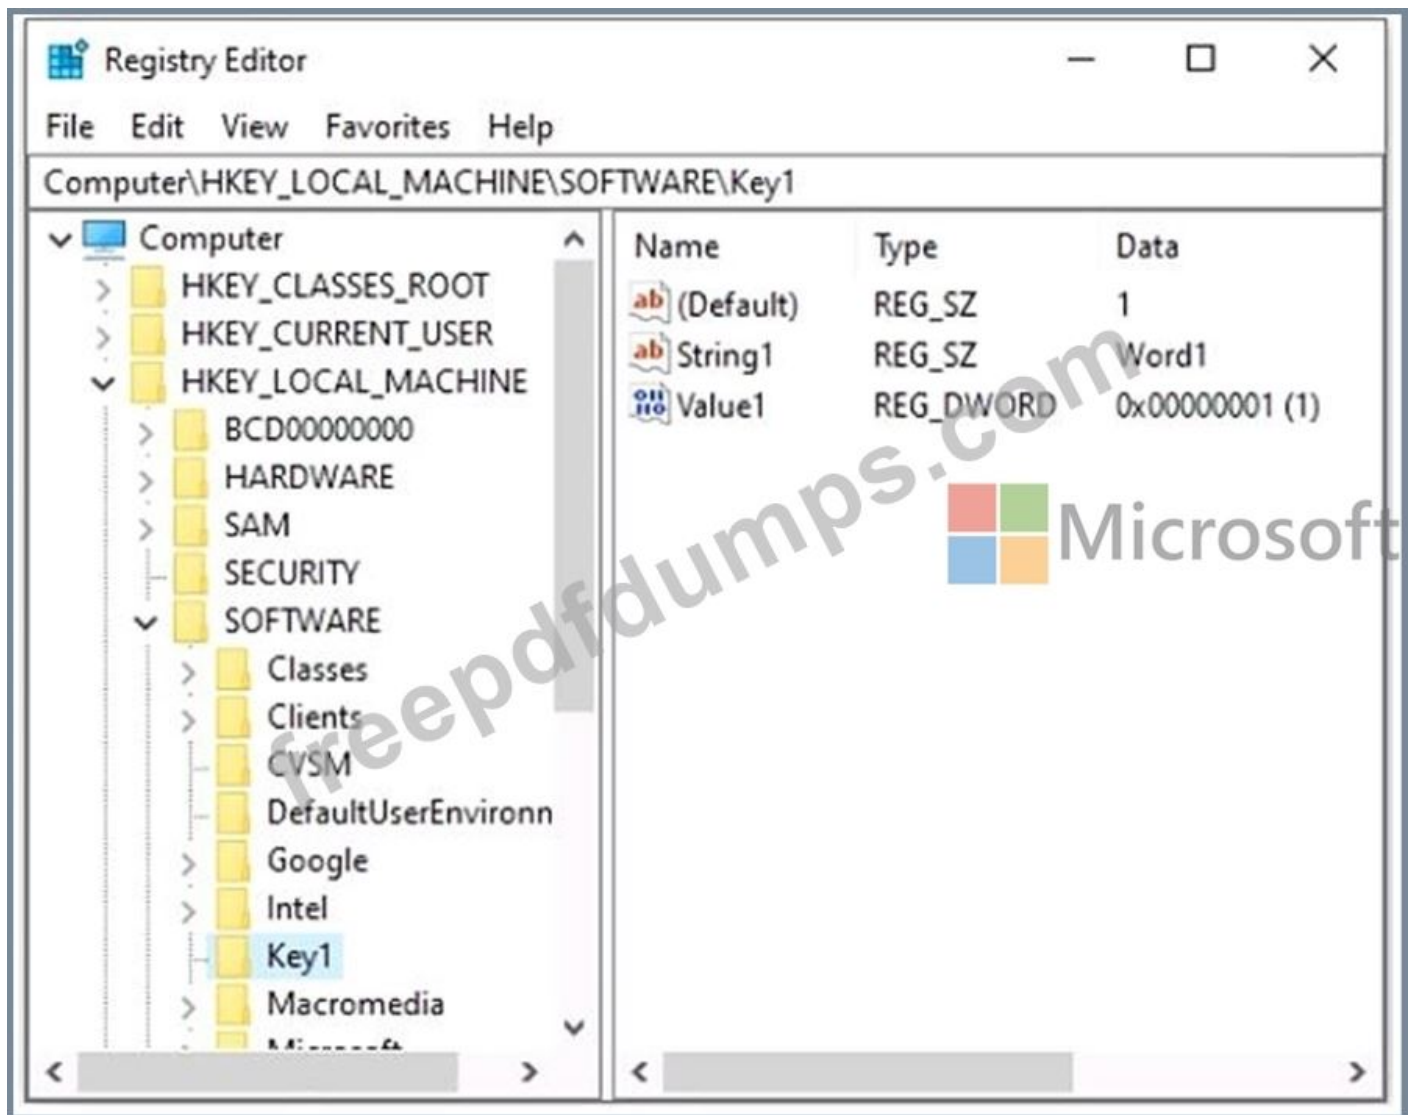 Registry Editor
File Edit View Favorites Help
Computer\HKEY_LOCAL_MACHINE\SOFTWARE\Key1
Computer
HKEY_CLASSES_ROOT
HKEY_CURRENT_USER
HKEY_LOCAL_MACHINE
BCD00000000
HARDWARE
SAM
SECURITY
SOFTWARE
Classes
Clients
CVSM
DefaultUserEnvironn
Google
Intel
Key1
Macromedia
Microsoft
Name Type Data
(Default) REG_SZ 1
String1 REG_SZ Word1
Value1 REG_DWORD 0x00000001 (1)
freepdfdumps.com
Microsoft